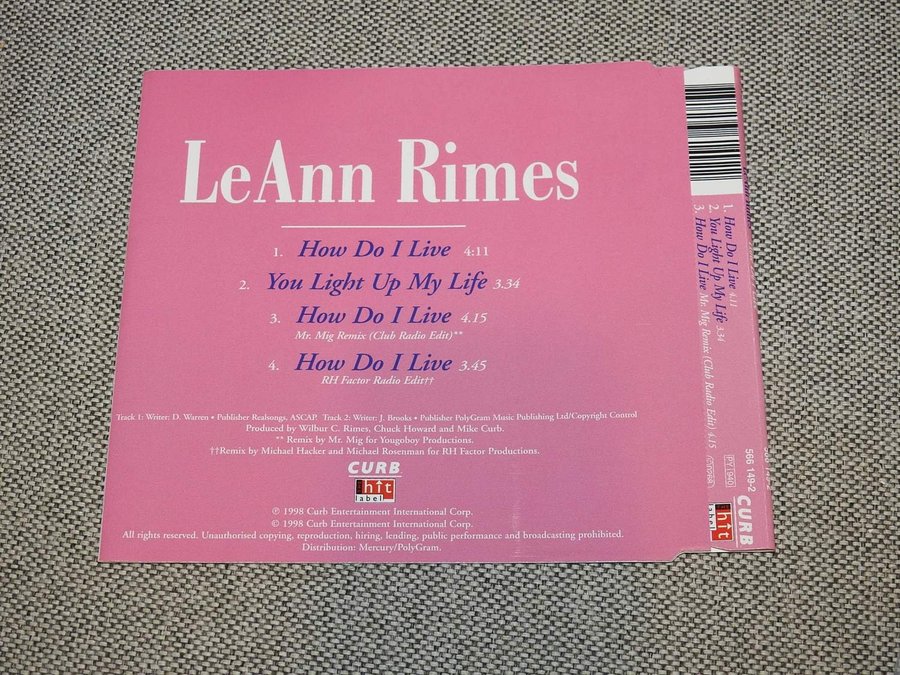 LeAnn Rimes
1. How Do I Live 4:11
2. You Light Up My Life 3.34
3. How Do I Live 4.15
Mr. Mig Remix (Club Radio Edit)**
4. How Do I Live 3.45
RH Factor Radio Edit††
Track 1: Writer: D. Warren • Publisher Realsongs, ASCAP. Track 2: Writer: J. Brooks • Publisher PolyGram Music Publishing Ltd/Copyright Control
Produced by Wilbur C. Rimes, Chuck Howard and Mike Curb.
** Remix by Mr. Mig for Yougoboy Productions.
††Remix by Michael Hacker and Michael Rosenman for RH Factor Productions.
CURB
hit
label
℗ 1998 Curb Entertainment International Corp.
© 1998 Curb Entertainment International Corp.
All rights reserved. Unauthorised copying, reproduction, hiring, lending, public performance and broadcasting prohibited.
Distribution: Mercury/PolyGram.
1. How Do I Live 4.11
2. You Light Up My Life 3.34
3. How Do I Live Mr. Mig Remix (Club Radio Edit) 4.15
566 149-2
PY 940
CURB
hit
label
566 149-2